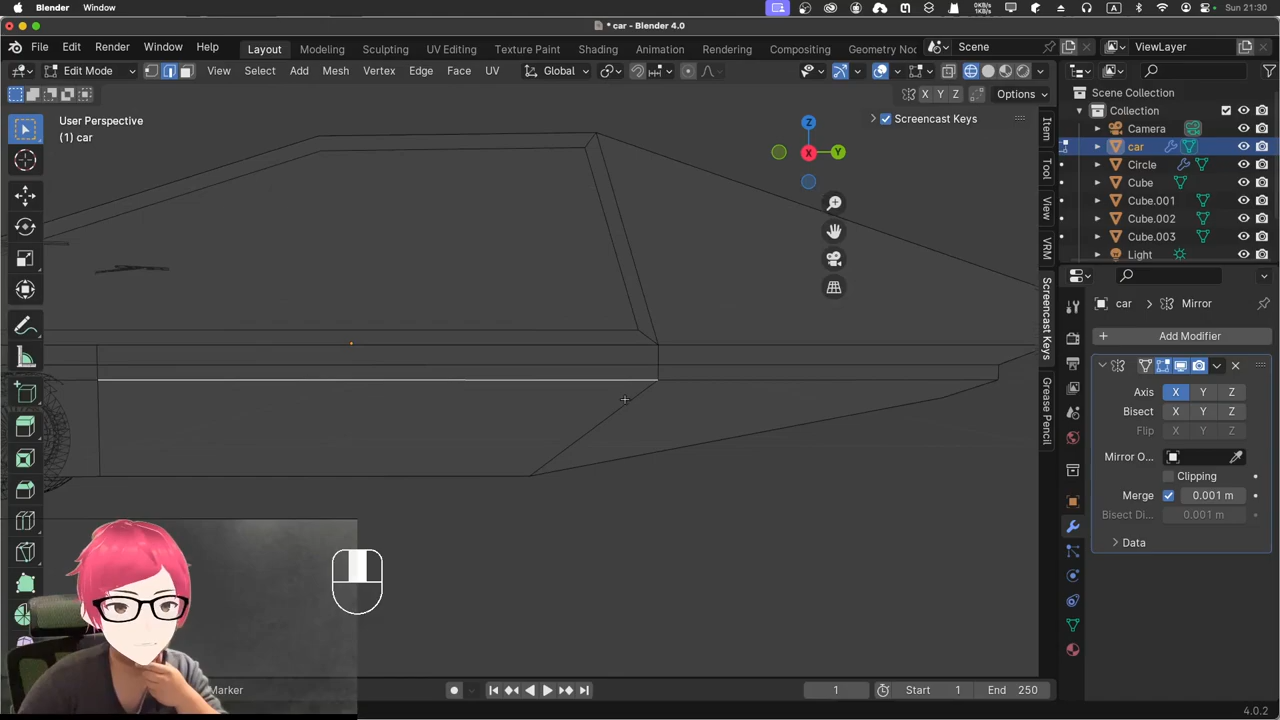 Blender Window 0KB/s 1KB/s A Sun 21:30
* car - Blender 4.0
File Edit Render Window Help Layout Modeling Sculpting UV Editing Texture Paint Shading Animation Rendering Compositing Geometry Noc Scene ViewLayer
Edit Mode View Select Add Mesh Vertex Edge Face UV Global
X Y Z Options
Scene Collection
Collection
Camera
car
Circle
Cube
Cube.001
Cube.002
Cube.003
Light
User Perspective
(1) car
Screencast Keys
Z
X
Y
Item
Tool
View
VRM
Screencast Keys
Grease Pencil
car > Mirror
Add Modifier
Axis X Y Z
Bisect X Y Z
Flip X Y Z
Mirror O...
Clipping
Merge 0.001 m
Bisect Di... 0.001 m
Data
Marker 1 Start 1 End 250
4.0.2